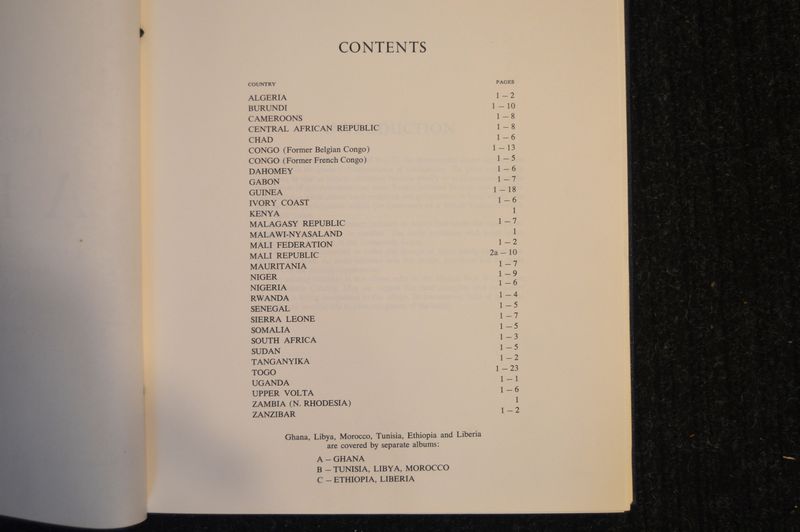 CONTENTS
COUNTRY PAGES
ALGERIA 1 – 2
BURUNDI 1 – 10
CAMEROONS 1 – 8
CENTRAL AFRICAN REPUBLIC 1 – 8
CHAD 1 – 6
CONGO (Former Belgian Congo) 1 – 13
CONGO (Former French Congo) 1 – 5
DAHOMEY 1 – 6
GABON 1 – 7
GUINEA 1 – 18
IVORY COAST 1 – 6
KENYA 1
MALAGASY REPUBLIC 1 – 7
MALAWI-NYASALAND 1
MALI FEDERATION 1 – 2
MALI REPUBLIC 2a – 10
MAURITANIA 1 – 7
NIGER 1 – 9
NIGERIA 1 – 6
RWANDA 1 – 4
SENEGAL 1 – 5
SIERRA LEONE 1 – 7
SOMALIA 1 – 5
SOUTH AFRICA 1 – 3
SUDAN 1 – 5
TANGANYIKA 1 – 2
TOGO 1 – 23
UGANDA 1 – 1
UPPER VOLTA 1 – 6
ZAMBIA (N. RHODESIA) 1
ZANZIBAR 1 – 2
Ghana, Libya, Morocco, Tunisia, Ethiopia and Liberia
are covered by separate albums:
A – GHANA
B – TUNISIA, LIBYA, MOROCCO
C – ETHIOPIA, LIBERIA